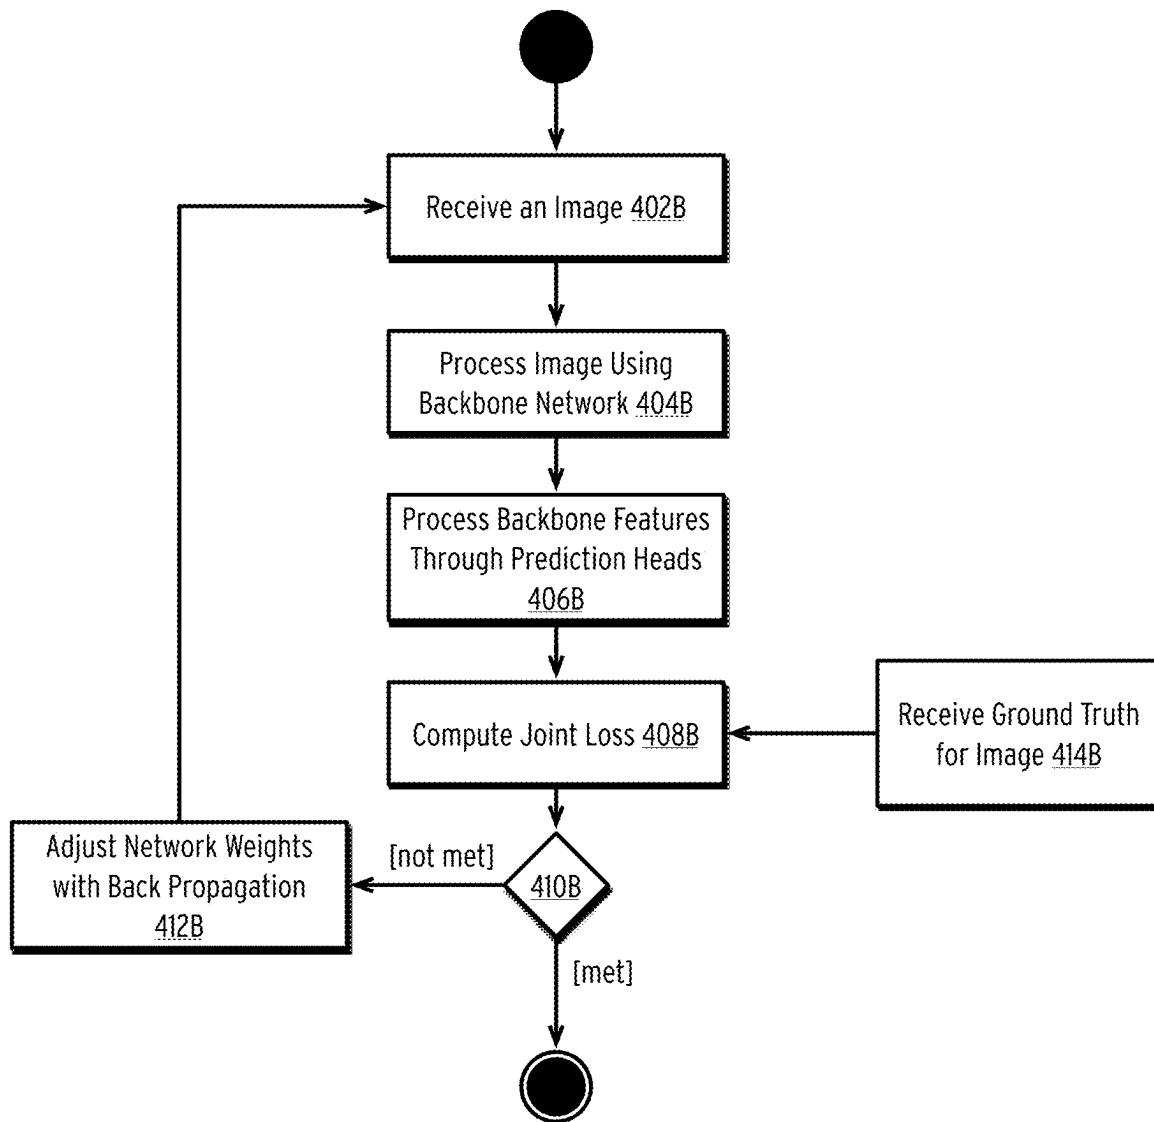 Receive an Image 402B
Process Image Using
Backbone Network 404B
Process Backbone Features
Through Prediction Heads
406B
Compute Joint Loss 408B
Receive Ground Truth
for Image 414B
Adjust Network Weights
with Back Propagation
412B
[not met]
410B
[met]